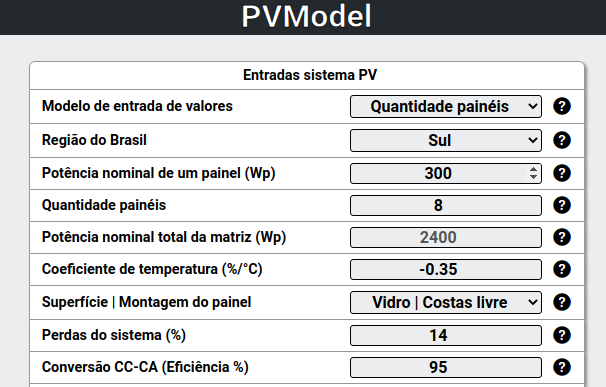 PVModel
Entradas sistema PV
Modelo de entrada de valores Quantidade painéis ?
Região do Brasil Sul ?
Potência nominal de um painel (Wp) 300 ?
Quantidade painéis 8 ?
Potência nominal total da matriz (Wp) 2400 ?
Coeficiente de temperatura (%/°C) -0.35 ?
Superfície | Montagem do painel Vidro | Costas livre ?
Perdas do sistema (%) 14 ?
Conversão CC-CA (Eficiência %) 95 ?